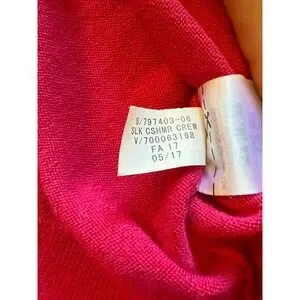 S/797403-06
SLK CSHMR CREW
V/700063168
FA 17
05/17